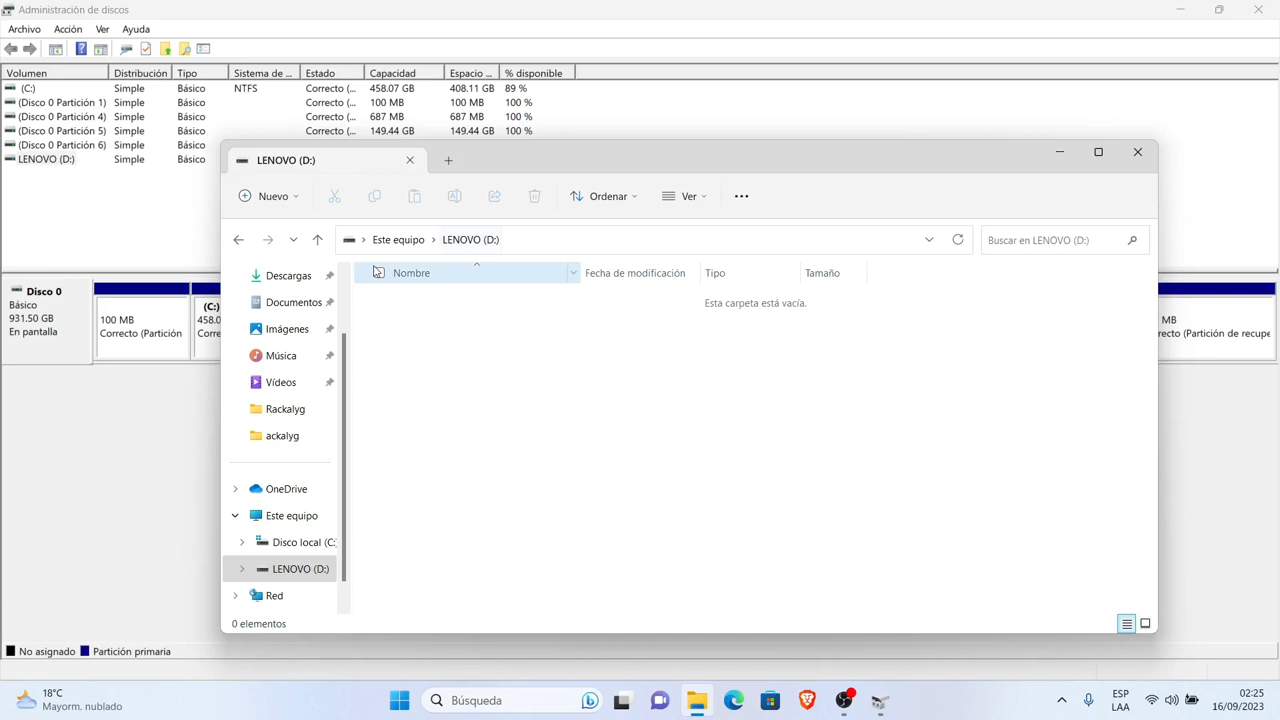 Administración de discos
Archivo Acción Ver Ayuda
Volumen Distribución Tipo Sistema de ... Estado Capacidad Espacio ... % disponible
(C:) Simple Básico NTFS Correcto (... 458.07 GB 408.11 GB 89 %
(Disco 0 Partición 1) Simple Básico Correcto (... 100 MB 100 MB 100 %
(Disco 0 Partición 4) Simple Básico Correcto (... 687 MB 687 MB 100 %
(Disco 0 Partición 5) Simple Básico Correcto (... 149.44 GB 149.44 GB 100 %
(Disco 0 Partición 6) Simple Básico
LENOVO (D:) Simple Básico
LENOVO (D:)
Nuevo Ordenar Ver
Este equipo LENOVO (D:) Buscar en LENOVO (D:)
Nombre Fecha de modificación Tipo Tamaño
Esta carpeta está vacía.
Descargas
Documentos
Imágenes
Música
Vídeos
Rackalyg
ackalyg
OneDrive
Este equipo
Disco local (C:
LENOVO (D:)
Red
0 elementos
Disco 0
Básico
931.50 GB
En pantalla
100 MB
Correcto (Partición
(C:)
458.0
Corre
MB
recto (Partición de recupe
No asignado Partición primaria
18°C
Mayorm. nublado
Búsqueda
ESP
LAA
02:25
16/09/2023